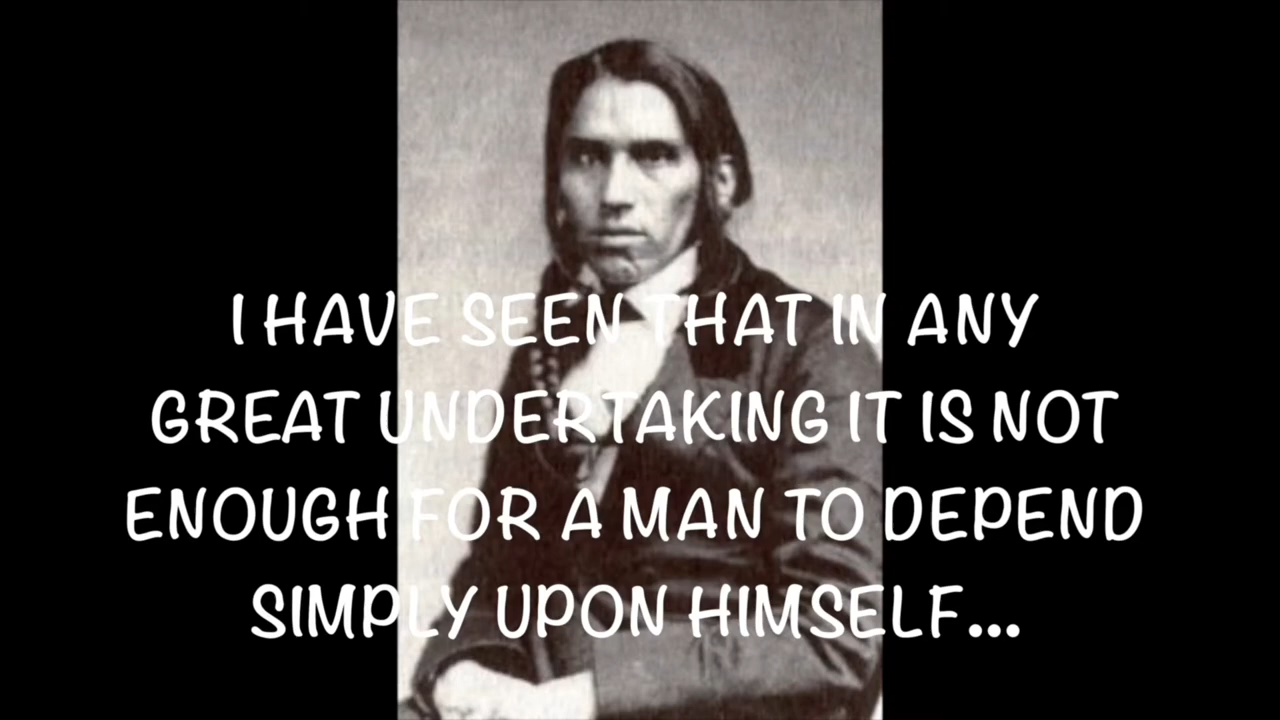 I HAVE SEEN THAT IN ANY
GREAT UNDERTAKING IT IS NOT
ENOUGH FOR A MAN TO DEPEND
SIMPLY UPON HIMSELF...